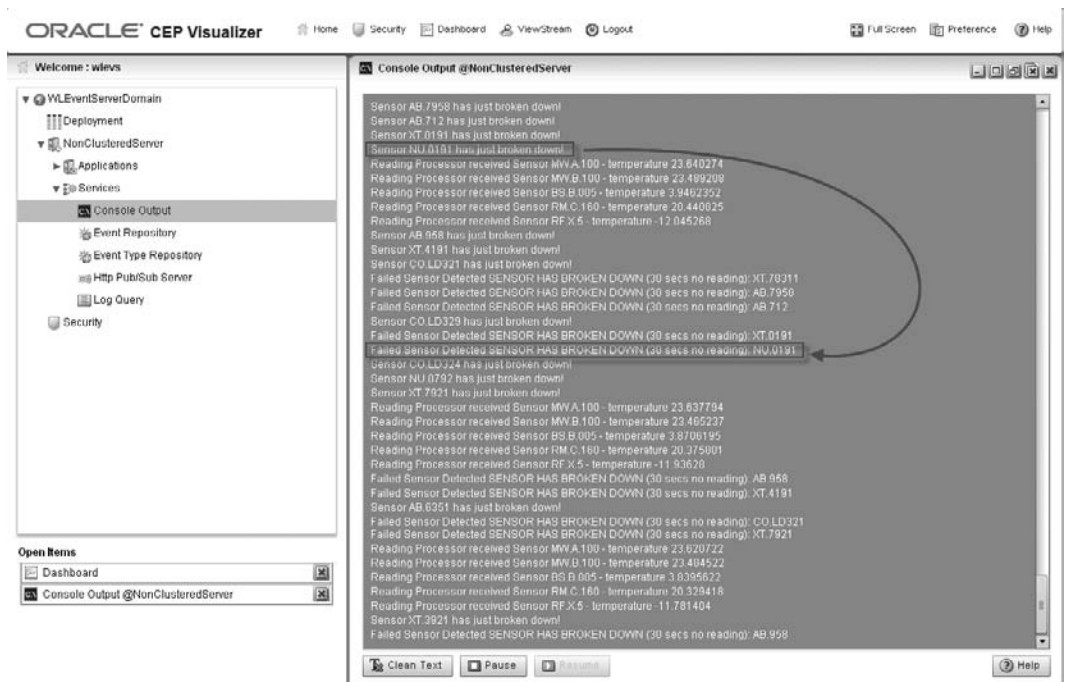 ORACLE CEP Visualizer
Home Security Dashboard ViewStream Logout
Full Screen Preference Help
Welcome : wlevs
WLEventServerDomain
Deployment
NonClusteredServer
Applications
Services
Console Output
Event Repository
Event Type Repository
Http Pub/Sub Server
Log Query
Security
Open Items
Dashboard
Console Output @NonClusteredServer
Console Output @NonClusteredServer
Sensor AB.7958 has just broken down!
Sensor AB.712 has just broken down!
Sensor XT.0191 has just broken down!
Sensor NU.0191 has just broken down!
Reading Processor received Sensor MW.A.100 - temperature 23.640274
Reading Processor received Sensor MW.B.100 - temperature 23.489208
Reading Processor received Sensor BS.B.005 - temperature 3.9462352
Reading Processor received Sensor RM.C.160 - temperature 20.440825
Reading Processor received Sensor RF.X.5 - temperature -12.045268
Sensor AB.958 has just broken down!
Sensor XT.4191 has just broken down!
Sensor CO.LD321 has just broken down!
Failed Sensor Detected SENSOR HAS BROKEN DOWN (30 secs no reading): XT.78311
Failed Sensor Detected SENSOR HAS BROKEN DOWN (30 secs no reading): AB.7950
Failed Sensor Detected SENSOR HAS BROKEN DOWN (30 secs no reading): AB.712
Sensor CO.LD329 has just broken down!
Failed Sensor Detected SENSOR HAS BROKEN DOWN (30 secs no reading): XT.0191
Failed Sensor Detected SENSOR HAS BROKEN DOWN (30 secs no reading): NU.0191
Sensor CO.LD324 has just broken down!
Sensor NU.0792 has just broken down!
Sensor XT.7921 has just broken down!
Reading Processor received Sensor MW.A.100 - temperature 23.637794
Reading Processor received Sensor MW.B.100 - temperature 23.465237
Reading Processor received Sensor BS.B.005 - temperature 3.8706195
Reading Processor received Sensor RM.C.160 - temperature 20.375801
Reading Processor received Sensor RF.X.5 - temperature -11.93628
Failed Sensor Detected SENSOR HAS BROKEN DOWN (30 secs no reading): AB.958
Failed Sensor Detected SENSOR HAS BROKEN DOWN (30 secs no reading): XT.4191
Sensor AB.6351 has just broken down!
Failed Sensor Detected SENSOR HAS BROKEN DOWN (30 secs no reading): CO.LD321
Failed Sensor Detected SENSOR HAS BROKEN DOWN (30 secs no reading): XT.7921
Reading Processor received Sensor MW.A.100 - temperature 23.620722
Reading Processor received Sensor MW.B.100 - temperature 23.484522
Reading Processor received Sensor BS.B.005 - temperature 3.8395622
Reading Processor received Sensor RM.C.160 - temperature 20.329418
Reading Processor received Sensor RF.X.5 - temperature -11.781404
Sensor XT.3921 has just broken down!
Failed Sensor Detected SENSOR HAS BROKEN DOWN (30 secs no reading): AB.958
Clean Text Pause Resume Help